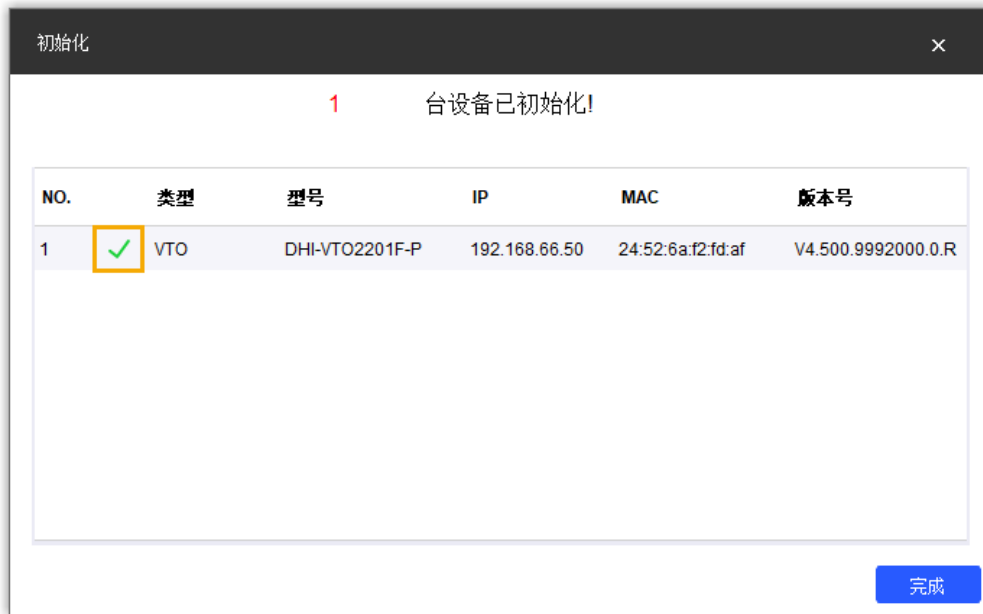 初始化
1 台设备已初始化!
NO. 类型 型号 IP MAC 版本号
1 VTO DHI-VTO2201F-P 192.168.66.50 24:52:6a:f2:fd:af V4.500.9992000.0.R
完成